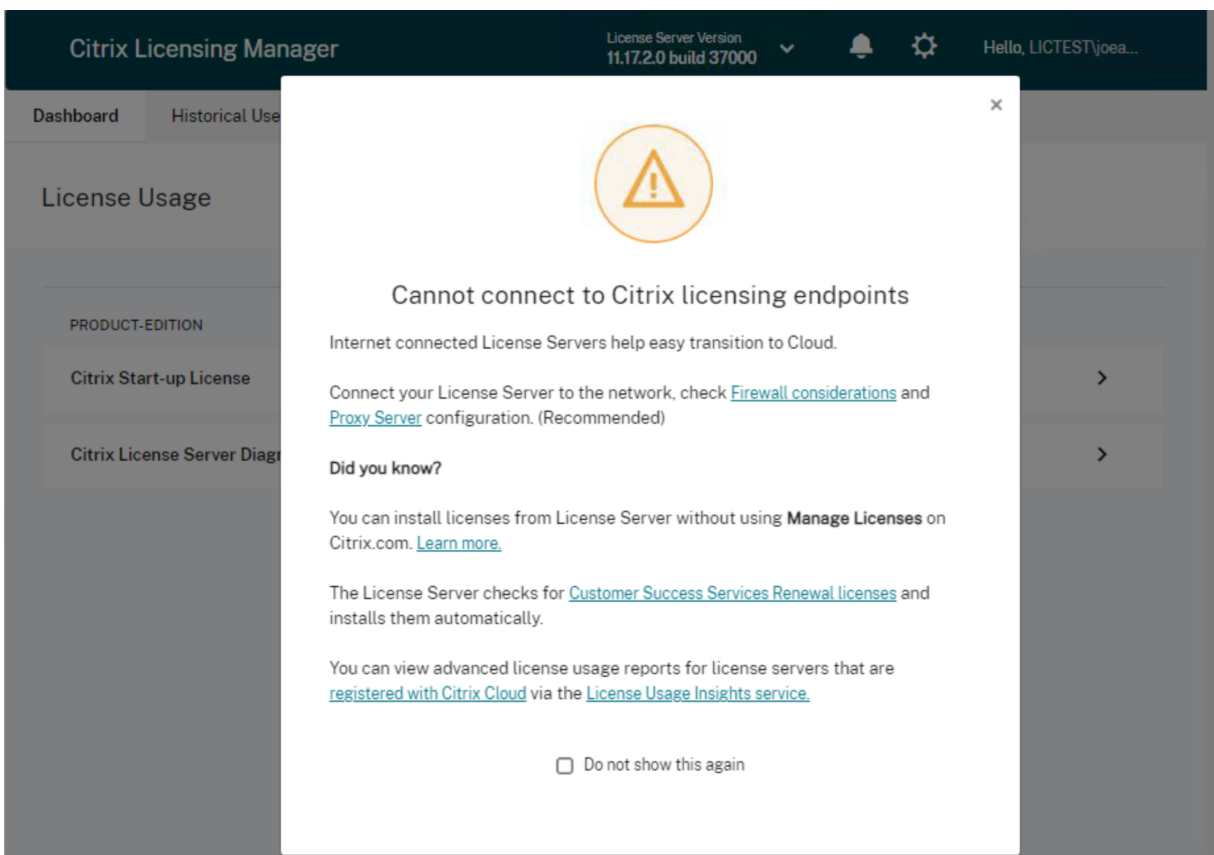 Citrix Licensing Manager
License Server Version
11.17.2.0 build 37000
Hello, LICTEST\joea...
Dashboard
Historical Use
License Usage
PRODUCT-EDITION
Citrix Start-up License
Citrix License Server Diagr
×
Cannot connect to Citrix licensing endpoints
Internet connected License Servers help easy transition to Cloud.
Connect your License Server to the network, check Firewall considerations and
Proxy Server configuration. (Recommended)
Did you know?
You can install licenses from License Server without using Manage Licenses on
Citrix.com. Learn more.
The License Server checks for Customer Success Services Renewal licenses and
installs them automatically.
You can view advanced license usage reports for license servers that are
registered with Citrix Cloud via the License Usage Insights service.
Do not show this again